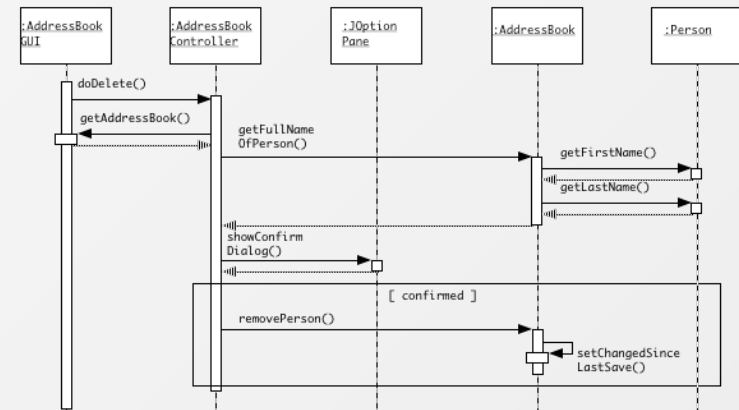 :AddressBook
GUI
:AddressBook
Controller
:JOption
Pane
:AddressBook
:Person
doDelete()
getAddressBook()
getFullName
OfPerson()
getFirstName()
getLastName()
showConfirm
Dialog()
[ confirmed ]
removePerson()
setChangedSince
LastSave()